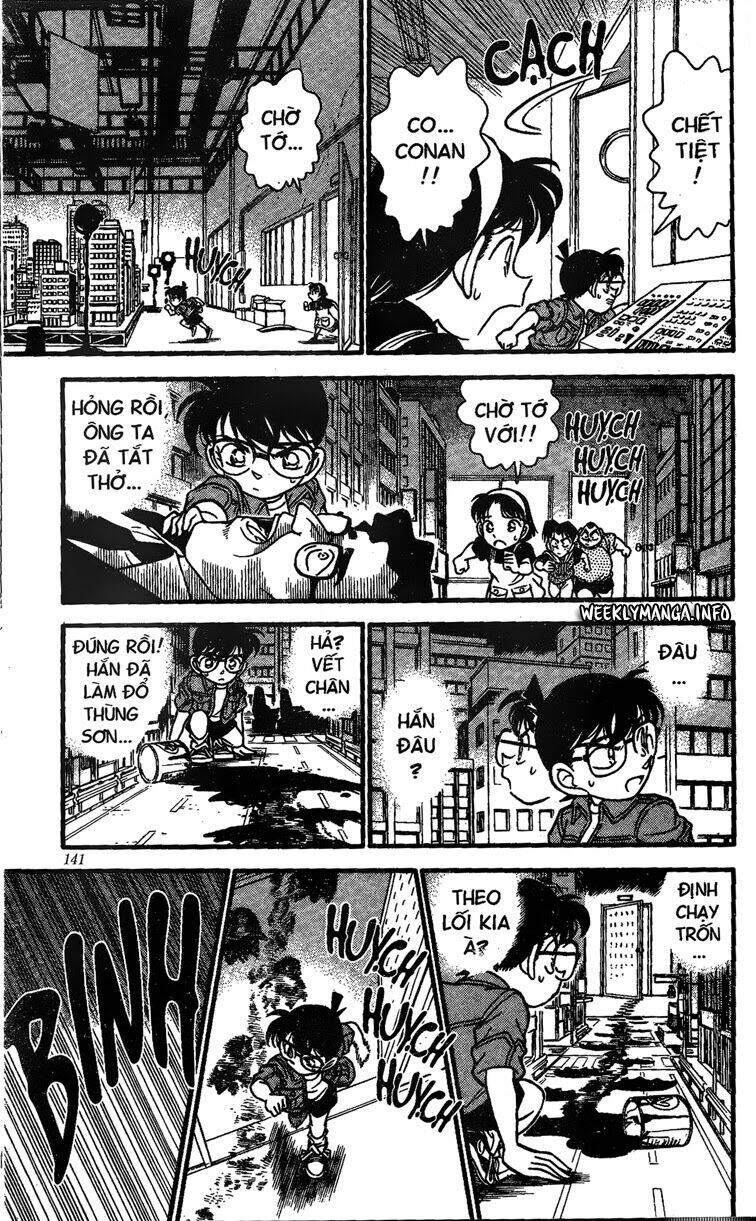 CHẾT
TIỆT
!
CẠCH
CO...
CONAN
!!
CHỜ
TỚ...
HUỴCH
HUỴCH
HUỴCH
HUỴCH
CHỜ TỚ
VỚI!!
HỎNG RỒI,
ÔNG TA
ĐÃ TẮT
THỞ...
WEEKLYMANGA.INFO
ĐÂU
...
HẮN
ĐÂU
?
HẢ?
VẾT
CHÂN
...
ĐÚNG RỒI!
HẮN ĐÃ
LÀM ĐỔ
THÙNG
SƠN...
141
ĐỊNH
CHẠY
TRỐN
...
THEO
LỐI KIA
À?
HUỴCH
HUỴCH
HUỴCH
BINH